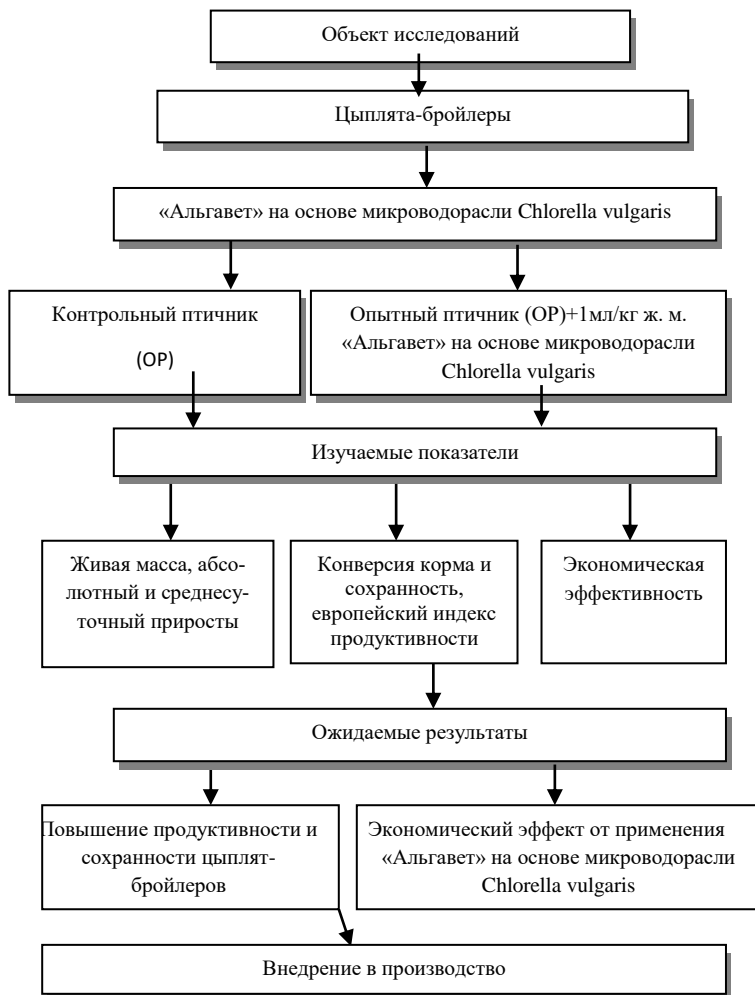 Объект исследований
Цыплята-бройлеры
«Альгавет» на основе микроводорасли Chlorella vulgaris
Контрольный птичник
(ОР)
Опытный птичник (ОР)+1мл/кг ж. м.
«Альгавет» на основе микроводорасли
Chlorella vulgaris
Изучаемые показатели
Живая масса, абсо-
лютный и среднесу-
точный приросты
Конверсия корма и
сохранность,
европейский индекс
продуктивности
Экономическая
эффективность
Ожидаемые результаты
Повышение продуктивности и
сохранности цыплят-
бройлеров
Экономический эффект от применения
«Альгавет» на основе микроводорасли
Chlorella vulgaris
Внедрение в производство